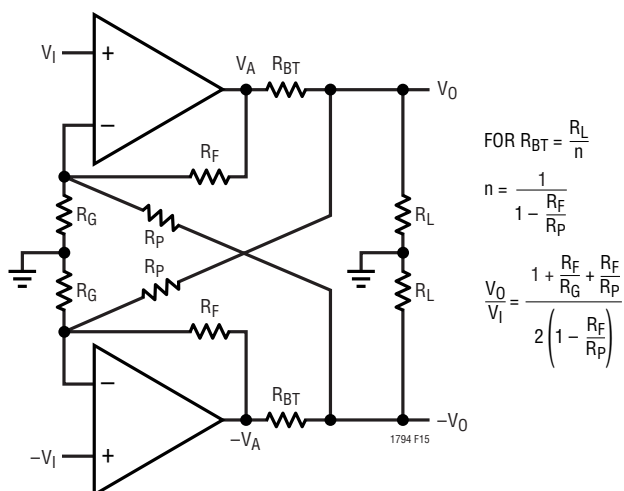 V_I
+
−
V_A
R_BT
V_O
R_F
R_G
R_P
R_P
R_G
R_F
R_L
R_L
−
+
−V_I
−V_A
R_BT
−V_O
1794 F15
FOR R_BT = R_L / n
n = 1 / (1 − R_F / R_P)
V_O / V_I = (1 + R_F / R_G + R_F / R_P) / (2(1 − R_F / R_P))